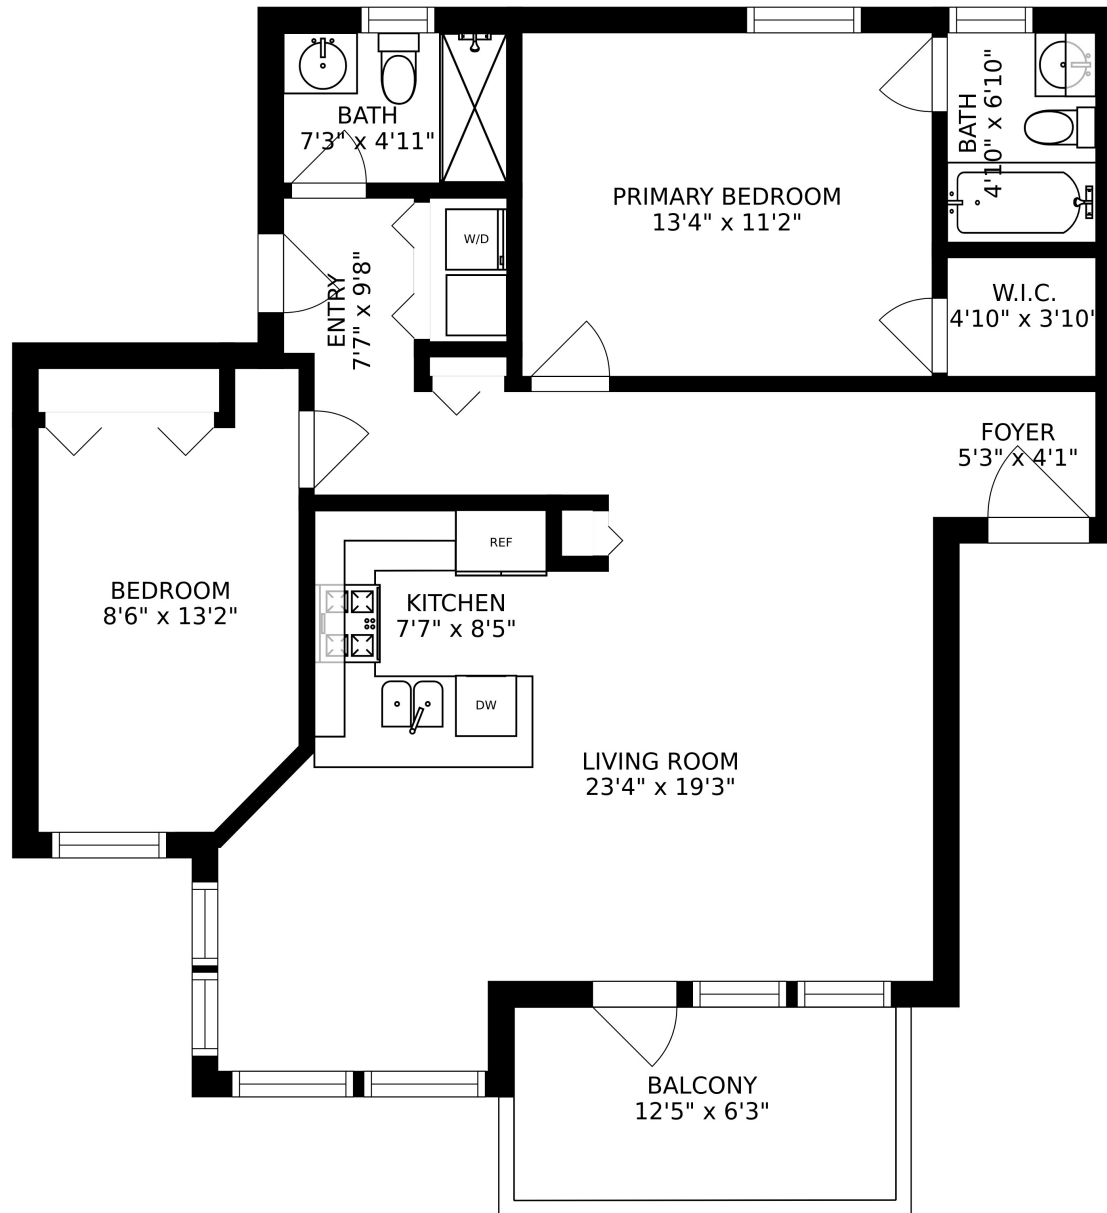 BATH
7'3" x 4'11"
PRIMARY BEDROOM
13'4" x 11'2"
BATH
4'10" x 6'10"
W/D
ENTRY
7'7" x 9'8"
W.I.C.
4'10" x 3'10'
FOYER
5'3" x 4'1"
REF
BEDROOM
8'6" x 13'2"
KITCHEN
7'7" x 8'5"
DW
LIVING ROOM
23'4" x 19'3"
BALCONY
12'5" x 6'3"